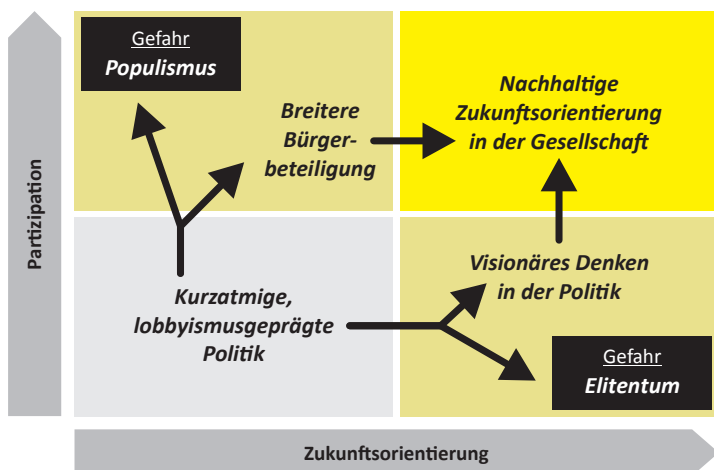 Gefahr
Populismus
Breitere
Bürger-
beteiligung
Nachhaltige
Zukunftsorientierung
in der Gesellschaft
Partizipation
Kurzatmige,
lobbyismusgeprägte
Politik
Visionäres Denken
in der Politik
Gefahr
Elitentum
Zukunftsorientierung